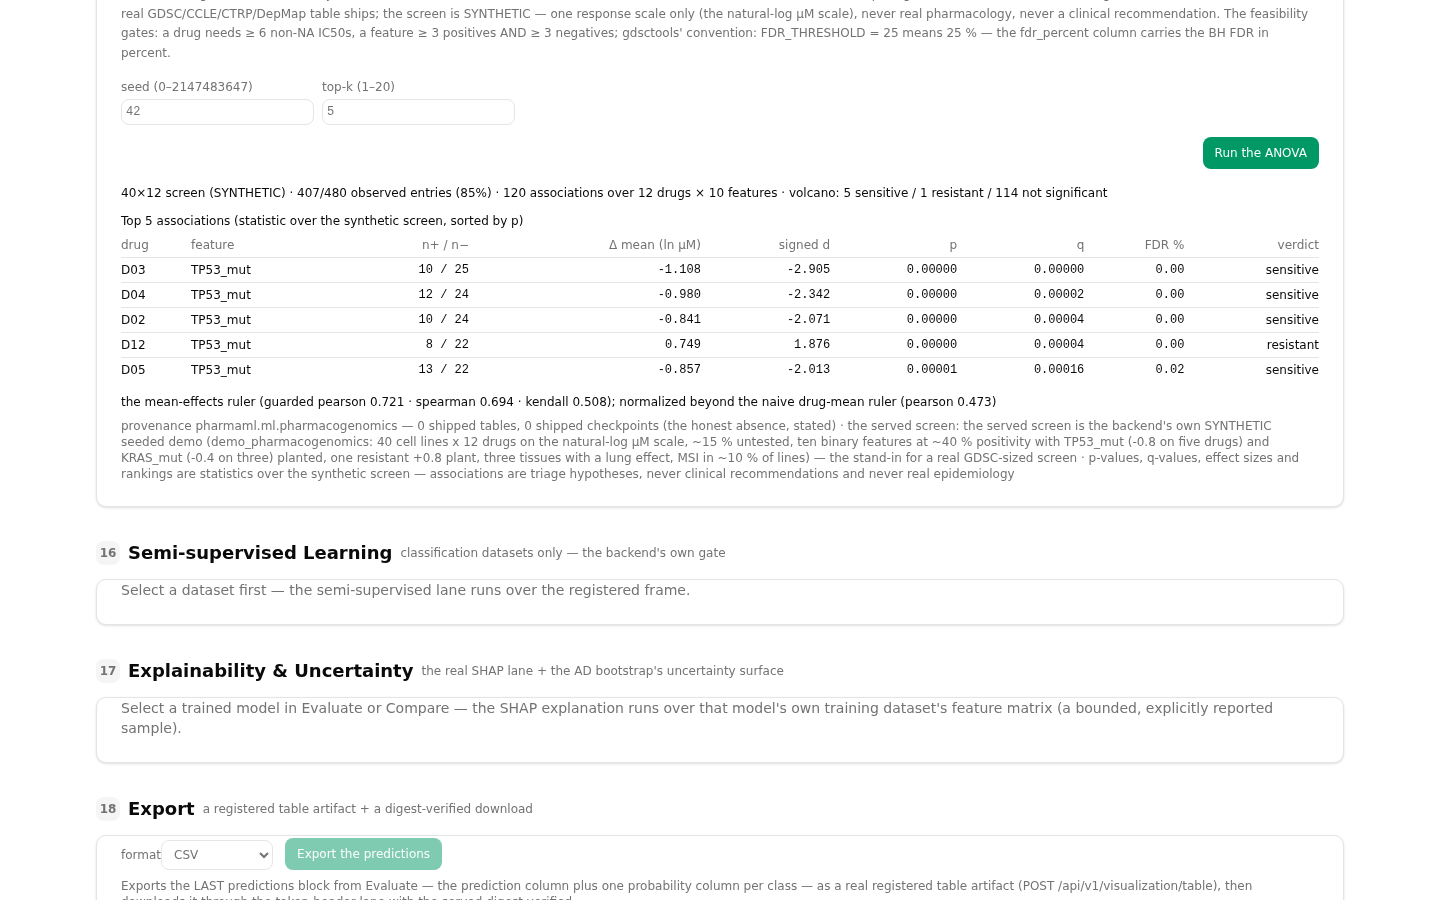 real GDSC/CCLE/CTRP/DepMap table ships; the screen is SYNTHETIC — one response scale only (the natural-log μM scale), never real pharmacology, never a clinical recommendation. The feasibility
gates: a drug needs ≥ 6 non-NA IC50s, a feature ≥ 3 positives AND ≥ 3 negatives; gdsctools' convention: FDR_THRESHOLD = 25 means 25 % — the fdr_percent column carries the BH FDR in
percent.
seed (0–2147483647) top-k (1–20)
42 5
Run the ANOVA
40×12 screen (SYNTHETIC) · 407/480 observed entries (85%) · 120 associations over 12 drugs × 10 features · volcano: 5 sensitive / 1 resistant / 114 not significant
Top 5 associations (statistic over the synthetic screen, sorted by p)
drug feature n+ / n− Δ mean (ln μM) signed d p q FDR % verdict
D03 TP53_mut 10 / 25 -1.108 -2.905 0.00000 0.00000 0.00 sensitive
D04 TP53_mut 12 / 24 -0.980 -2.342 0.00000 0.00002 0.00 sensitive
D02 TP53_mut 10 / 24 -0.841 -2.071 0.00000 0.00004 0.00 sensitive
D12 TP53_mut 8 / 22 0.749 1.876 0.00000 0.00004 0.00 resistant
D05 TP53_mut 13 / 22 -0.857 -2.013 0.00001 0.00016 0.02 sensitive
the mean-effects ruler (guarded pearson 0.721 · spearman 0.694 · kendall 0.508); normalized beyond the naive drug-mean ruler (pearson 0.473)
provenance pharmaml.ml.pharmacogenomics — 0 shipped tables, 0 shipped checkpoints (the honest absence, stated) · the served screen: the served screen is the backend's own SYNTHETIC
seeded demo (demo_pharmacogenomics: 40 cell lines x 12 drugs on the natural-log μM scale, ~15 % untested, ten binary features at ~40 % positivity with TP53_mut (-0.8 on five drugs) and
KRAS_mut (-0.4 on three) planted, one resistant +0.8 plant, three tissues with a lung effect, MSI in ~10 % of lines) — the stand-in for a real GDSC-sized screen · p-values, q-values, effect sizes and
rankings are statistics over the synthetic screen — associations are triage hypotheses, never clinical recommendations and never real epidemiology
16 Semi-supervised Learning classification datasets only — the backend's own gate
Select a dataset first — the semi-supervised lane runs over the registered frame.
17 Explainability & Uncertainty the real SHAP lane + the AD bootstrap's uncertainty surface
Select a trained model in Evaluate or Compare — the SHAP explanation runs over that model's own training dataset's feature matrix (a bounded, explicitly reported
sample).
18 Export a registered table artifact + a digest-verified download
format CSV Export the predictions
Exports the LAST predictions block from Evaluate — the prediction column plus one probability column per class — as a real registered table artifact (POST /api/v1/visualization/table), then